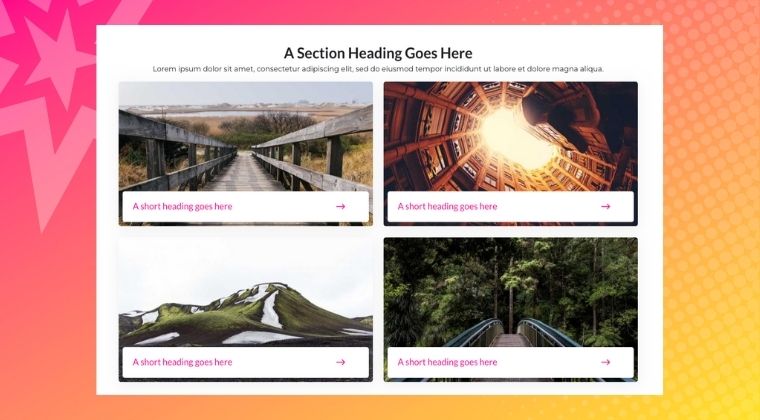 A Section Heading Goes Here
Lorem ipsum dolor sit amet, consectetur adipiscing elit, sed do eiusmod tempor incididunt ut labore et dolore magna aliqua.
A short heading goes here →
A short heading goes here →
A short heading goes here →
A short heading goes here →